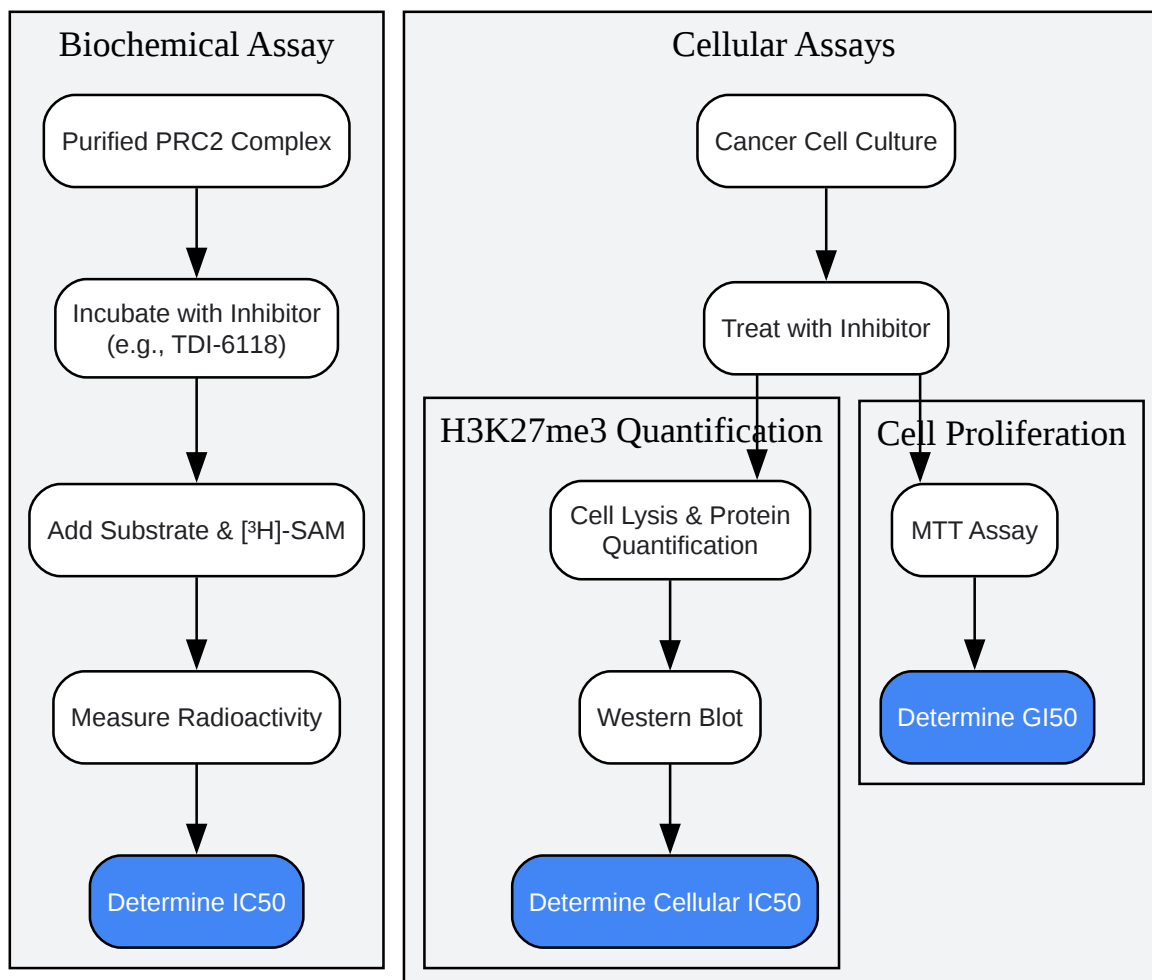 Biochemical Assay
Purified PRC2 Complex
Incubate with Inhibitor
(e.g., TDI-6118)
Add Substrate & [³H]-SAM
Measure Radioactivity
Determine IC50
Cellular Assays
Cancer Cell Culture
Treat with Inhibitor
H3K27me3 Quantification
Cell Lysis & Protein
Quantification
Western Blot
Determine Cellular IC50
Cell Proliferation
MTT Assay
Determine GI50